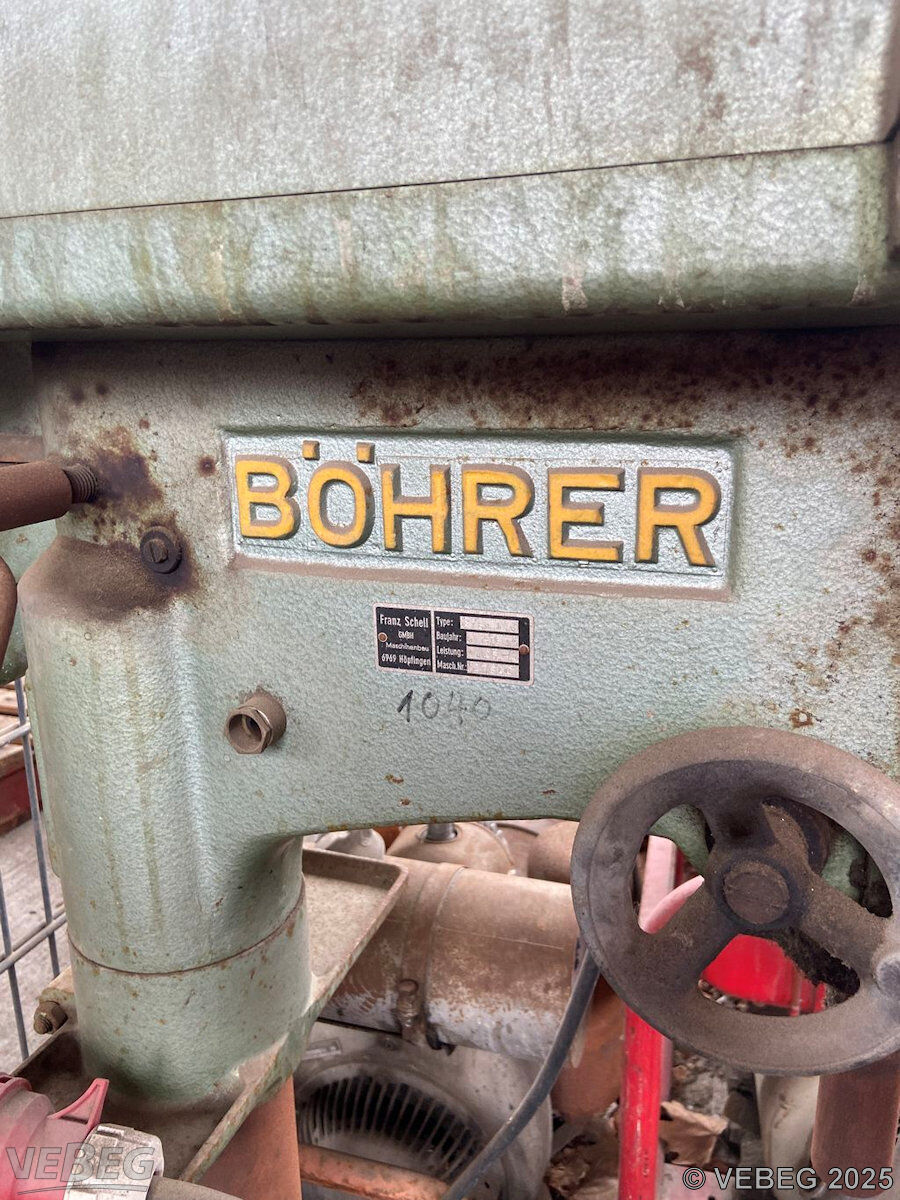 BÖHRER
Franz Schell
GMBH
Maschinenbau
6969 Höpfingen
Type:
Baujahr:
Leistung:
Masch.Nr.
1040
VEBEG
© VEBEG 2025